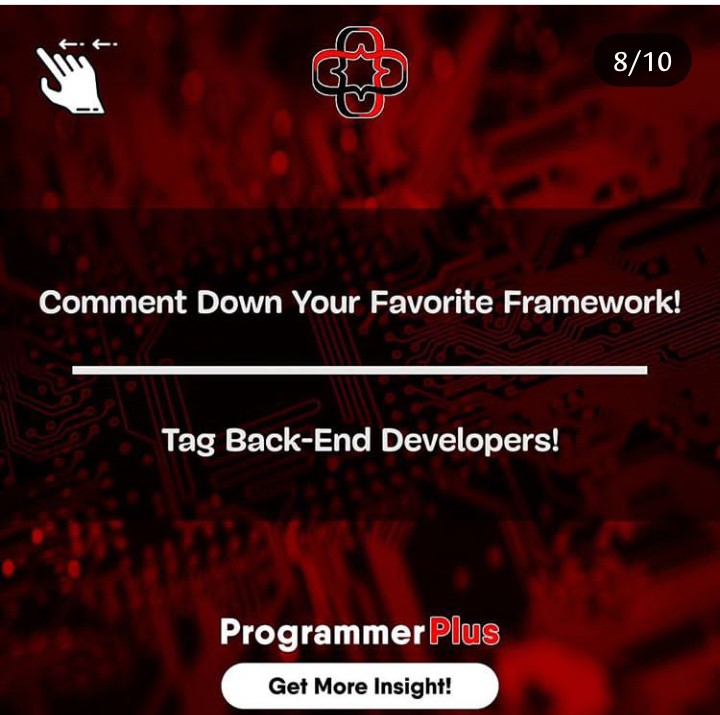 8/10
Comment Down Your Favorite Framework!
Tag Back-End Developers!
ProgrammerPlus
Get More Insight!